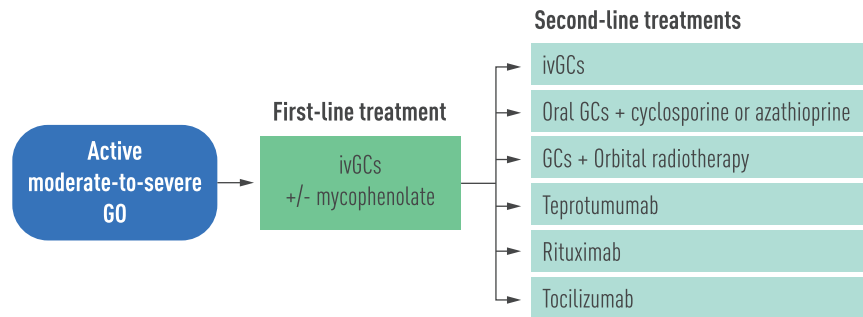 Second-line treatments
ivGCs
First-line treatment
Oral GCs + cyclosporine or azathioprine
Active
moderate-to-severe
GO
ivGCs
+/- mycophenolate
GCs + Orbital radiotherapy
Teprotumumab
Rituximab
Tocilizumab